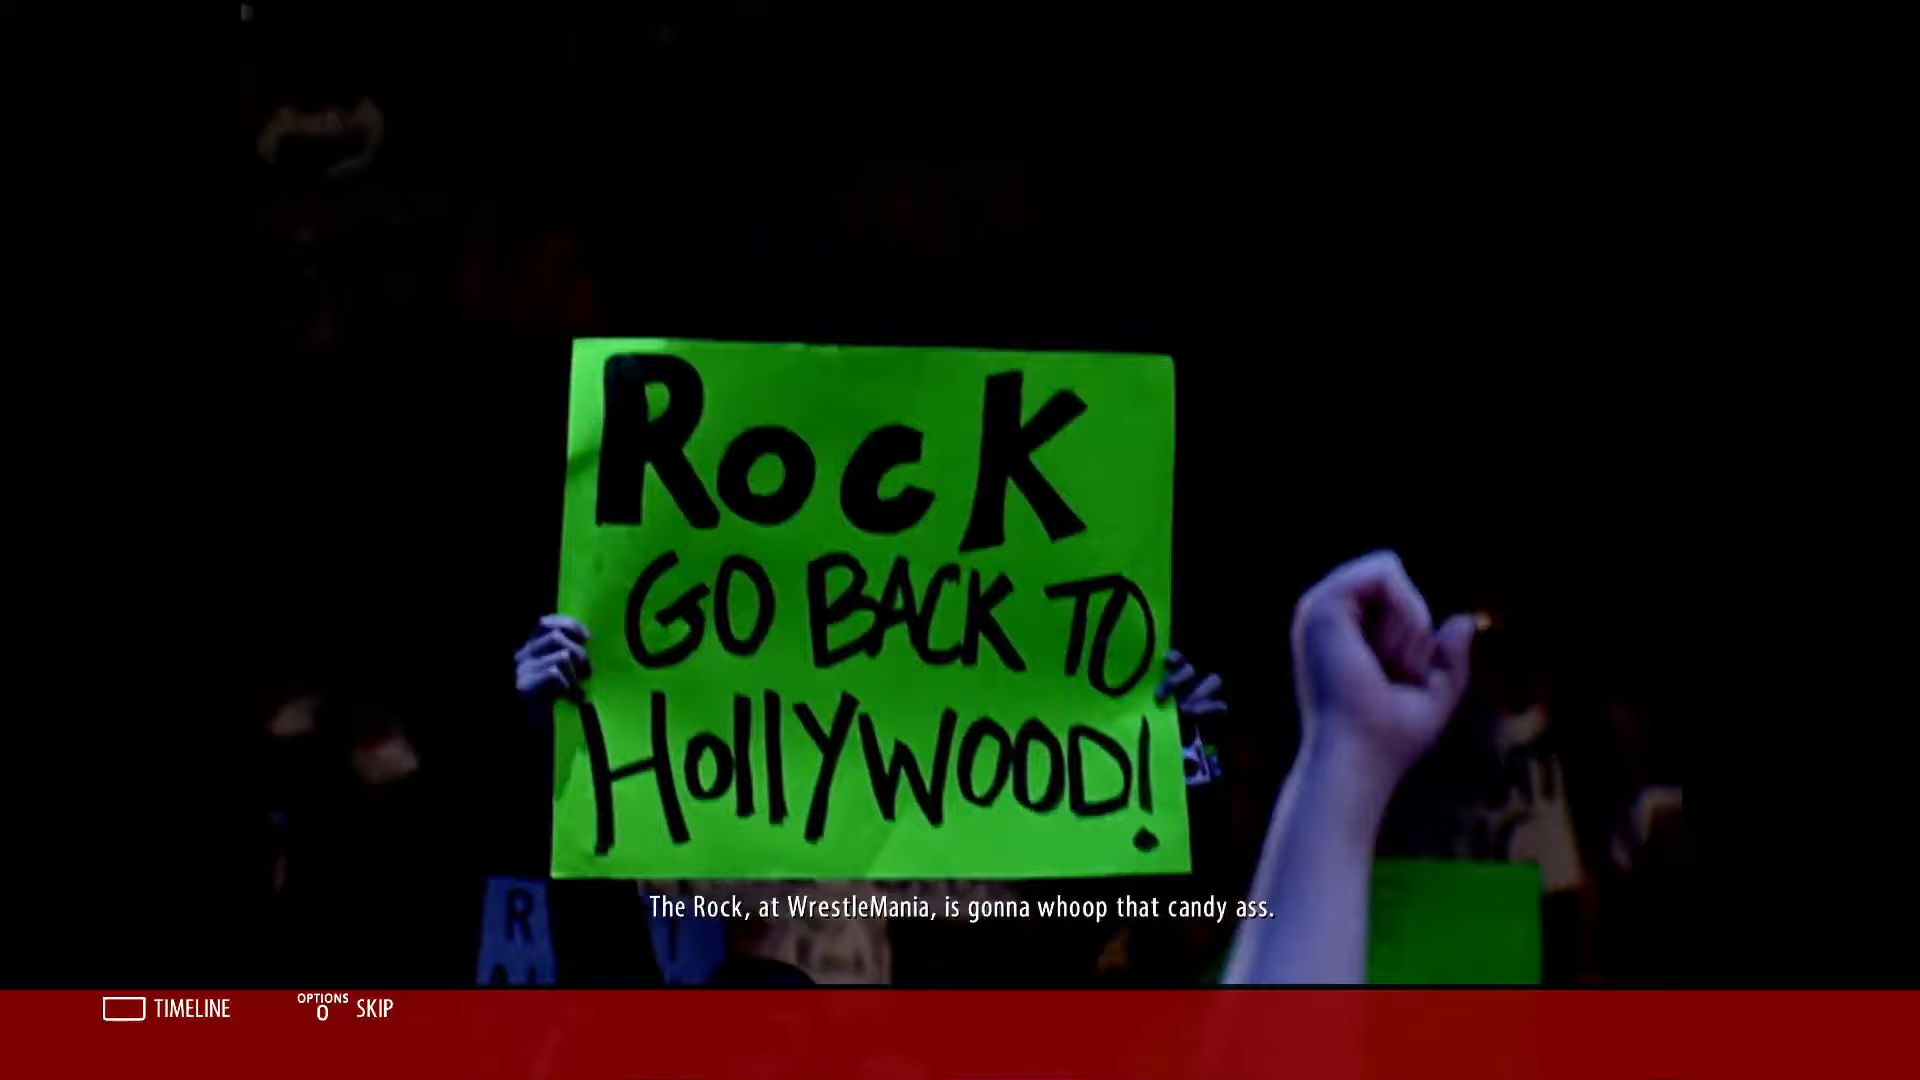 RocK
GO BACK TO
HollYWOOD!
The Rock, at WrestleMania, is gonna whoop that candy ass.
R
TIMELINE
OPTIONS
SKIP